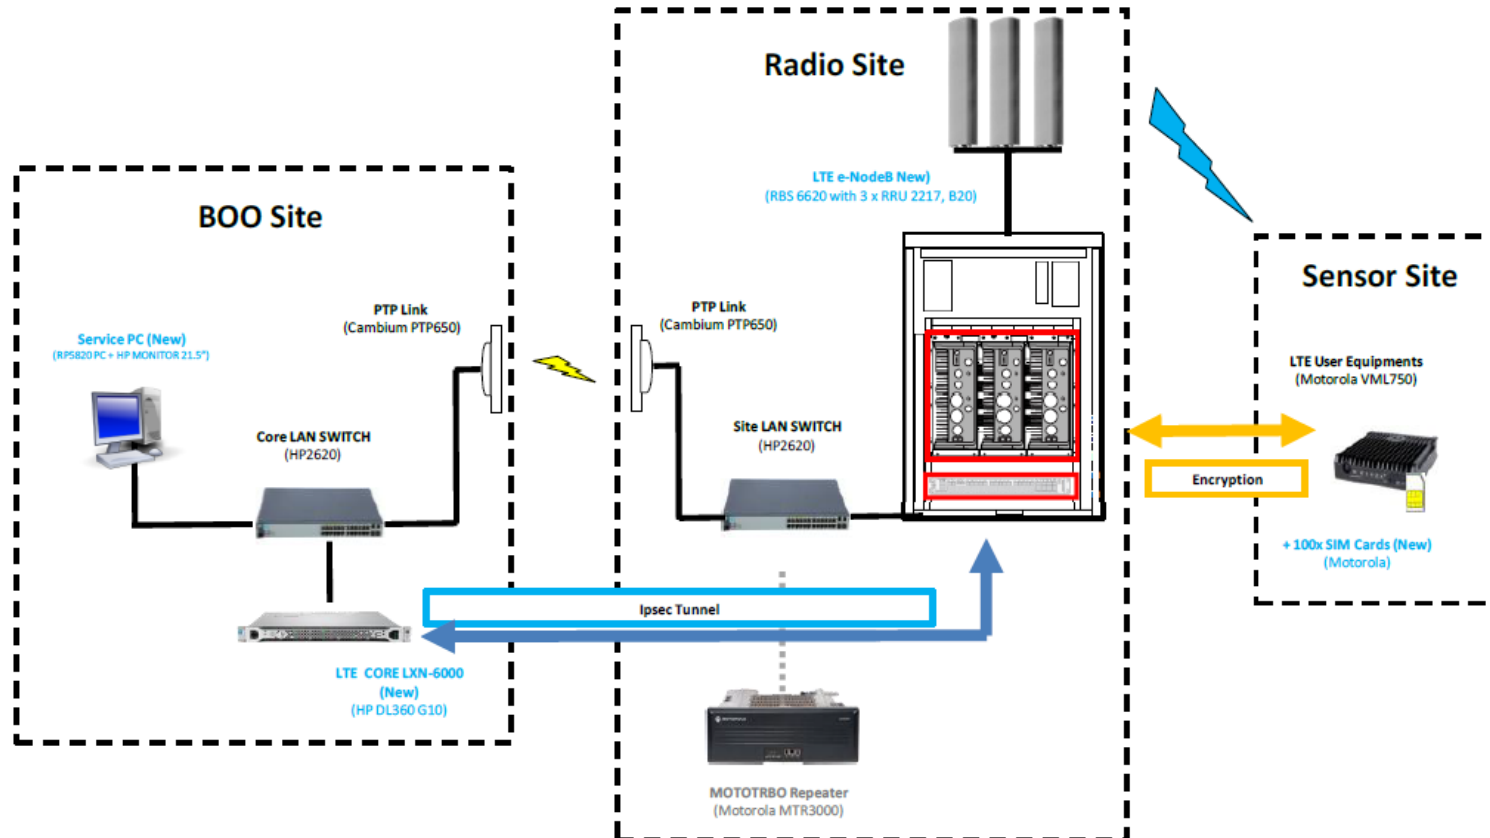 Radio Site
LTE e-NodeB New)
(RBS 6620 with 3 x RRU 2217, B20)
BOO Site
Sensor Site
PTP Link
(Cambium PTP650)
PTP Link
(Cambium PTP650)
Service PC (New)
(RP5820 PC + HP MONITOR 21.5")
LTE User Equipments
(Motorola VML750)
Core LAN SWITCH
(HP2620)
Site LAN SWITCH
(HP2620)
Encryption
+ 100x SIM Cards (New)
(Motorola)
Ipsec Tunnel
LTE CORE LXN-6000
(New)
(HP DL360 G10)
MOTOTRBO Repeater
(Motorola MTR3000)